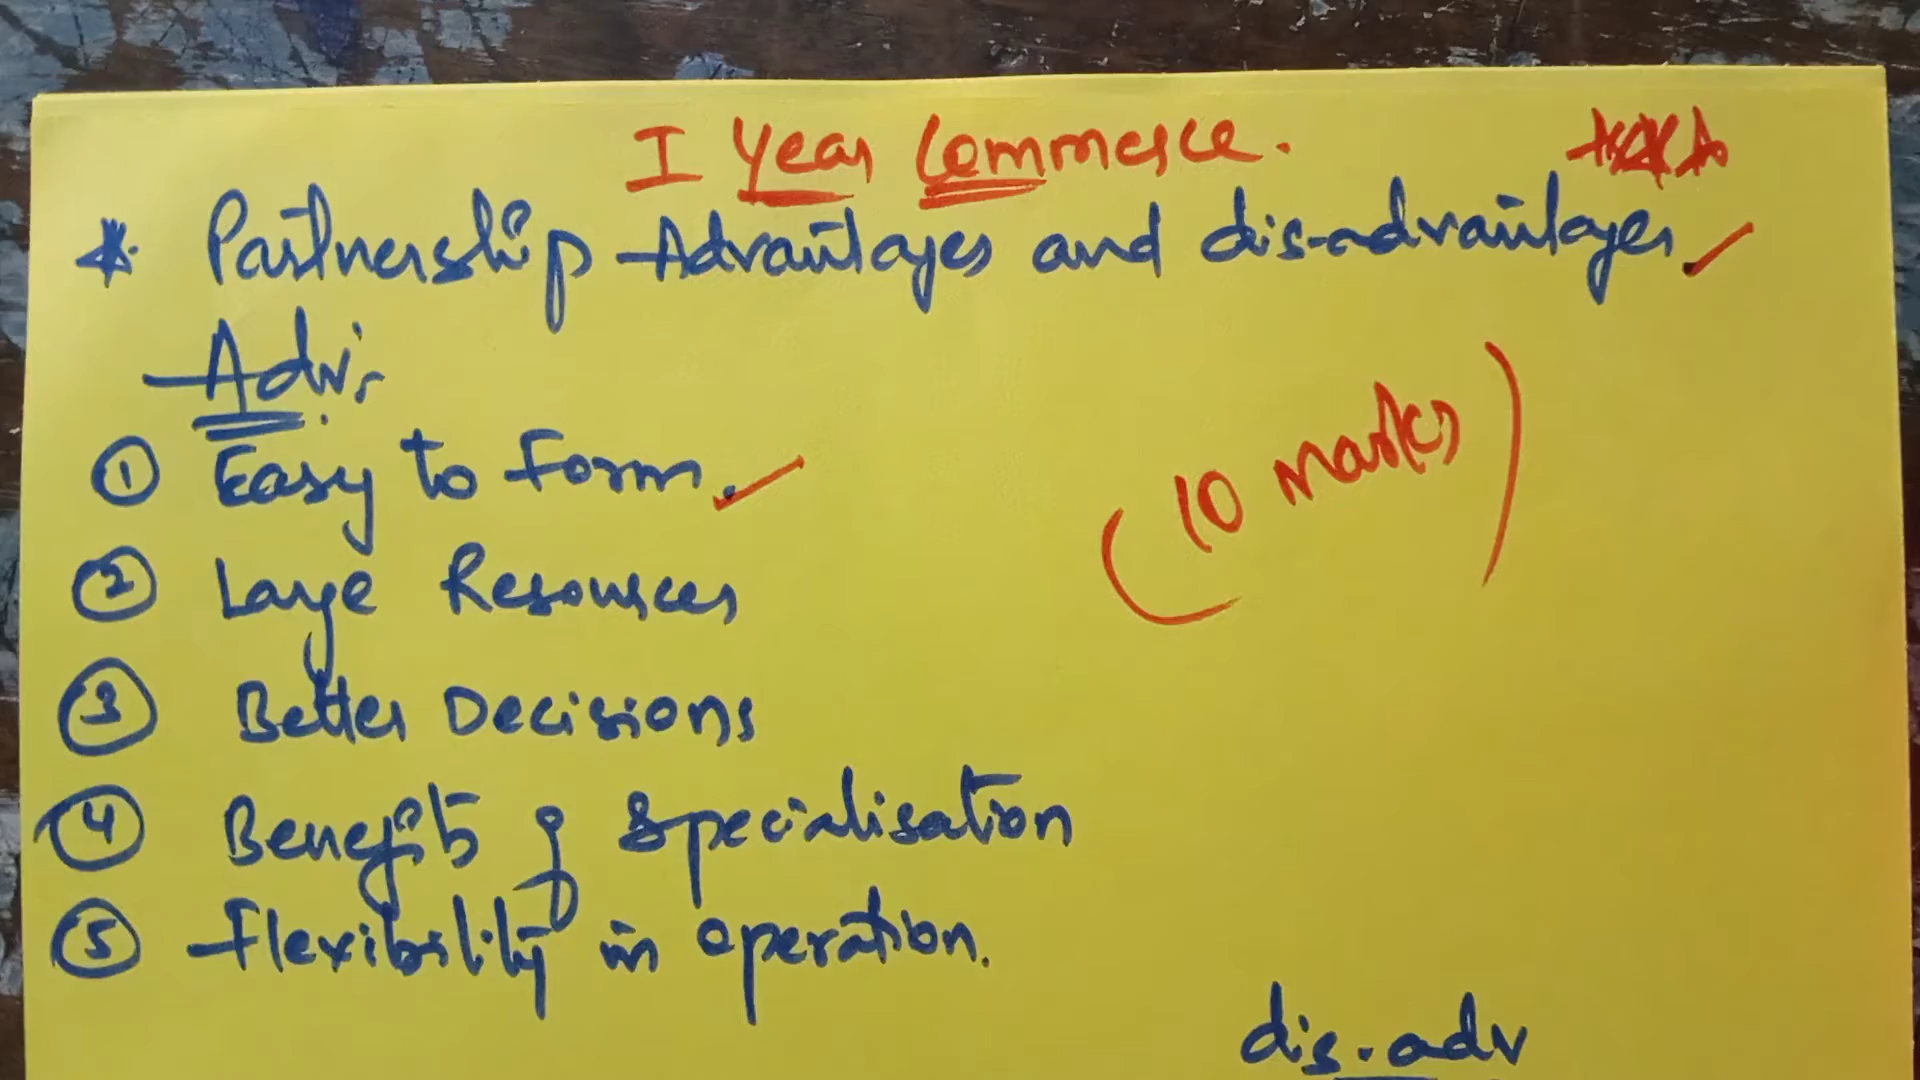 I Year Commerce.
* Partnership Advantages and dis-advantages
Adv's
① Easy to Form.
(10 marks)
② Large Resources
③ Better Decisions
④ Benefits of Specialisation
⑤ Flexibility in operation.
dis.adv